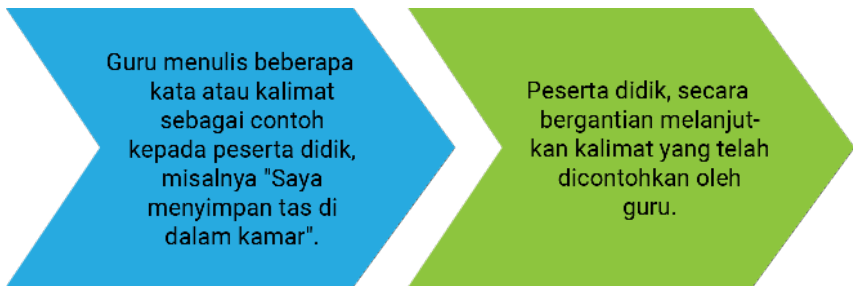 Guru menulis beberapa
kata atau kalimat
sebagai contoh
kepada peserta didik,
misalnya "Saya
menyimpan tas di
dalam kamar".
Peserta didik, secara
bergantian melanjut-
kan kalimat yang telah
dicontohkan oleh
guru.